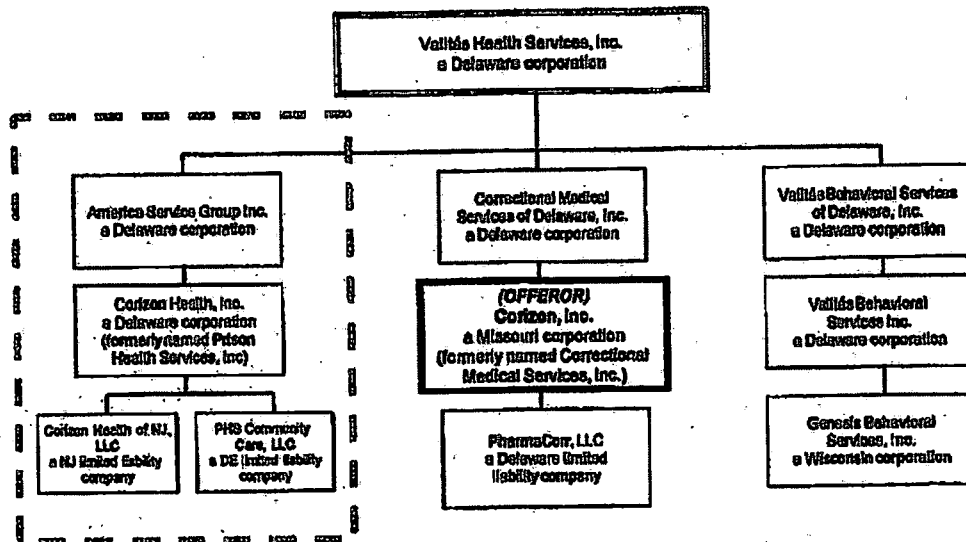 Valitás Health Services, Inc.
a Delaware corporation
America Service Group Inc.
a Delaware corporation
Correctional Medical
Services of Delaware, Inc.
a Delaware corporation
Valitás Behavioral Services
of Delaware, Inc.
a Delaware corporation
Corizon Health, Inc.
a Delaware corporation
(formerly named Prison
Health Services, Inc)
(OFFEROR)
Corizon, Inc.
a Missouri corporation
(formerly named Correctional
Medical Services, Inc.)
Valitás Behavioral
Services Inc.
a Delaware corporation
Corizon Health of NJ,
LLC
a NJ limited liability
company
PHS Community
Care, LLC
a DE limited liability
company
PharmaCorr, LLC
a Delaware limited
liability company
Genesis Behavioral
Services, Inc.
a Wisconsin corporation